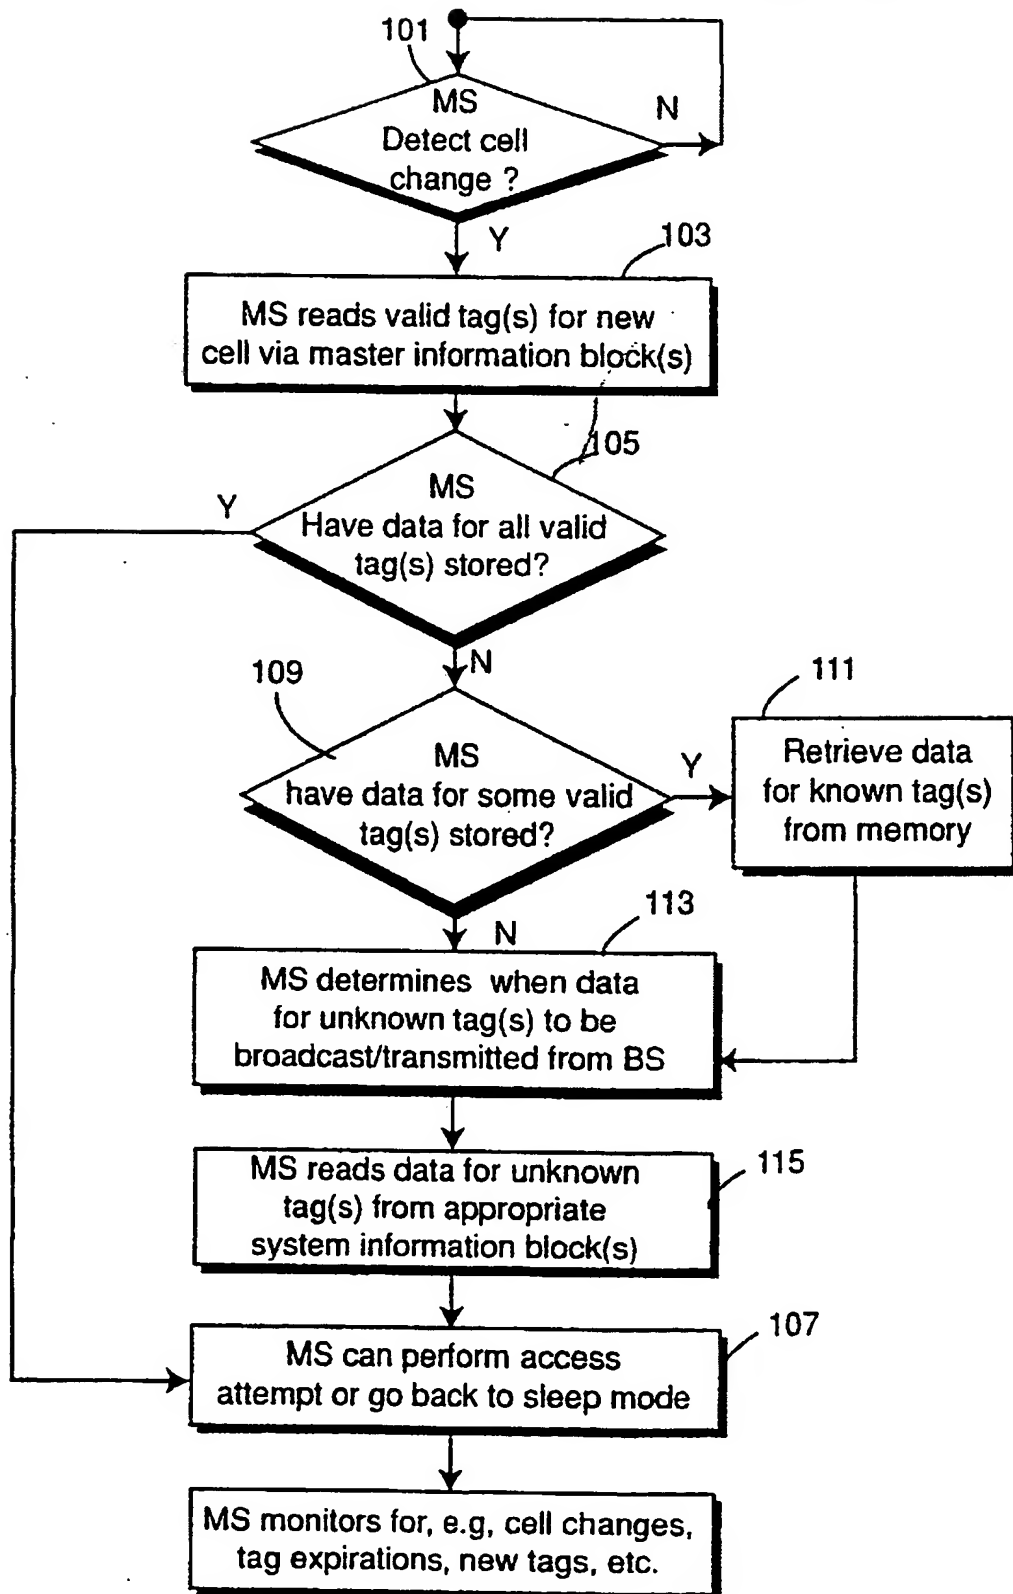 101
MS
Detect cell
change ?
N
Y
103
MS reads valid tag(s) for new
cell via master information block(s)
105
MS
Have data for all valid
tag(s) stored?
Y
N
109
MS
have data for some valid
tag(s) stored?
Y
111
Retrieve data
for known tag(s)
from memory
N
113
MS determines when data
for unknown tag(s) to be
broadcast/transmitted from BS
115
MS reads data for unknown
tag(s) from appropriate
system information block(s)
107
MS can perform access
attempt or go back to sleep mode
MS monitors for, e.g, cell changes,
tag expirations, new tags, etc.